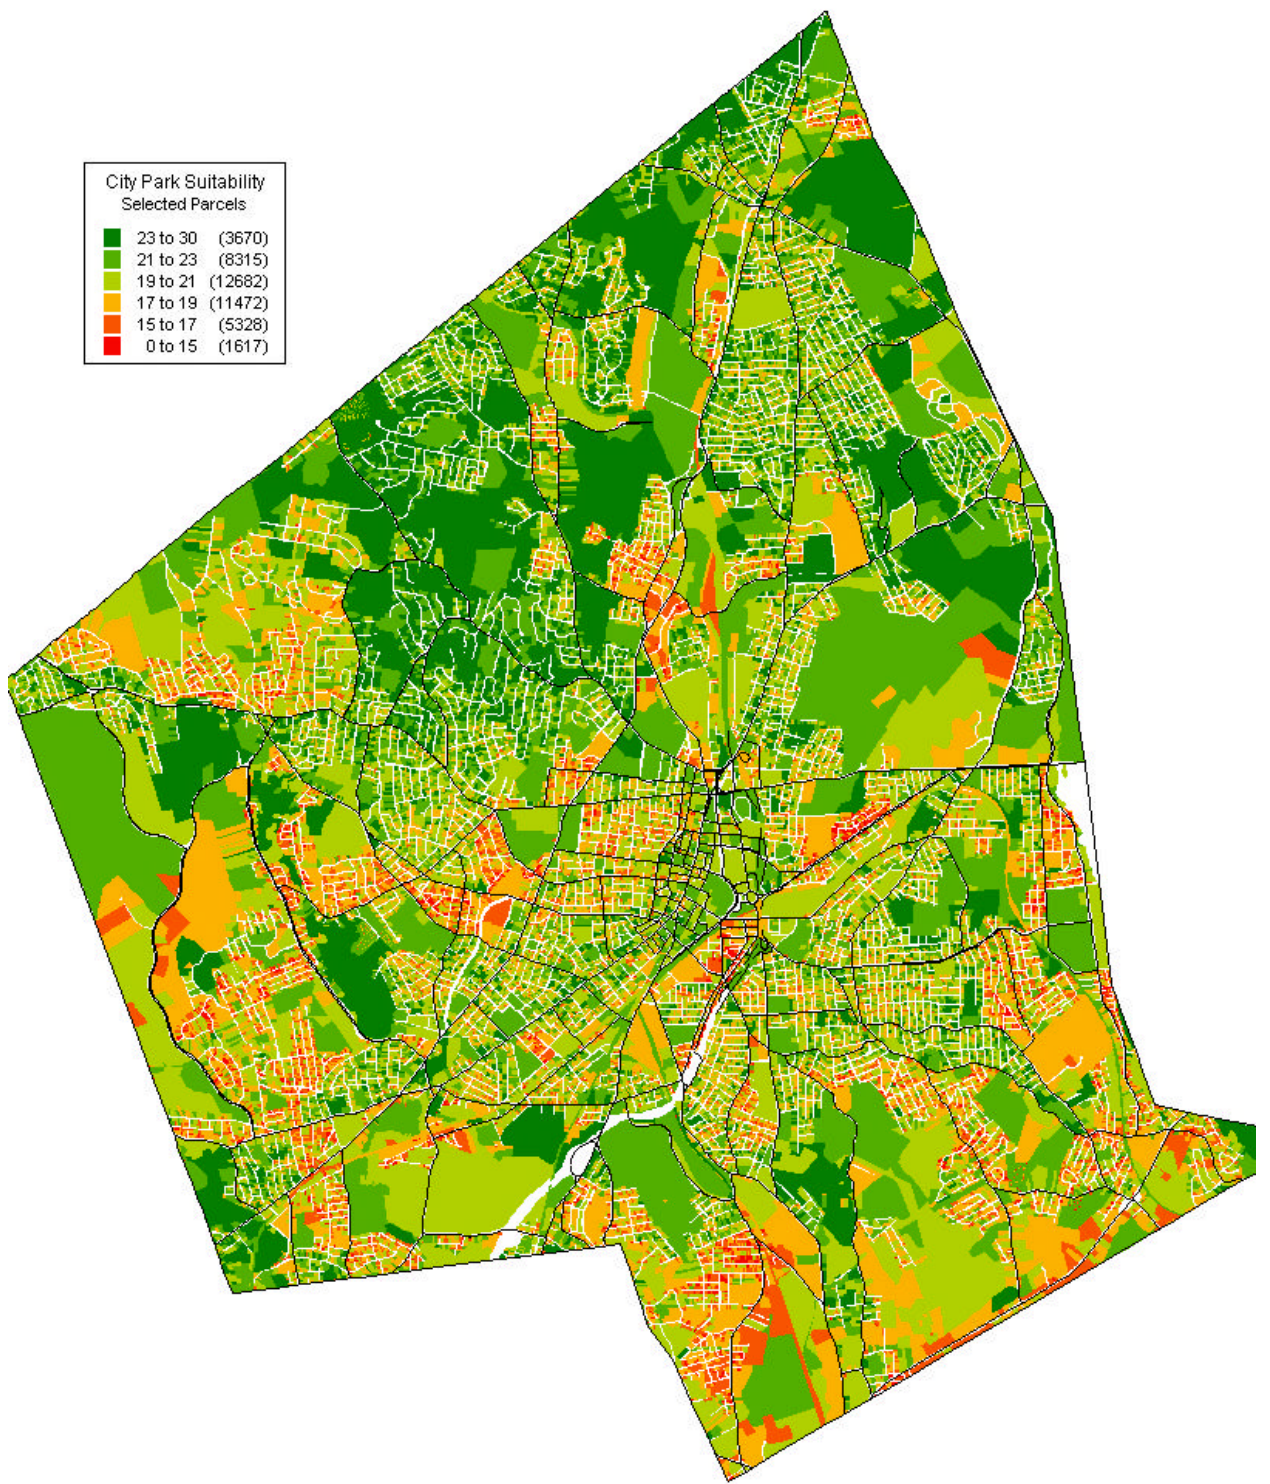 City Park Suitability
Selected Parcels
23 to 30 (3670)
21 to 23 (8315)
19 to 21 (12682)
17 to 19 (11472)
15 to 17 (5328)
0 to 15 (1617)